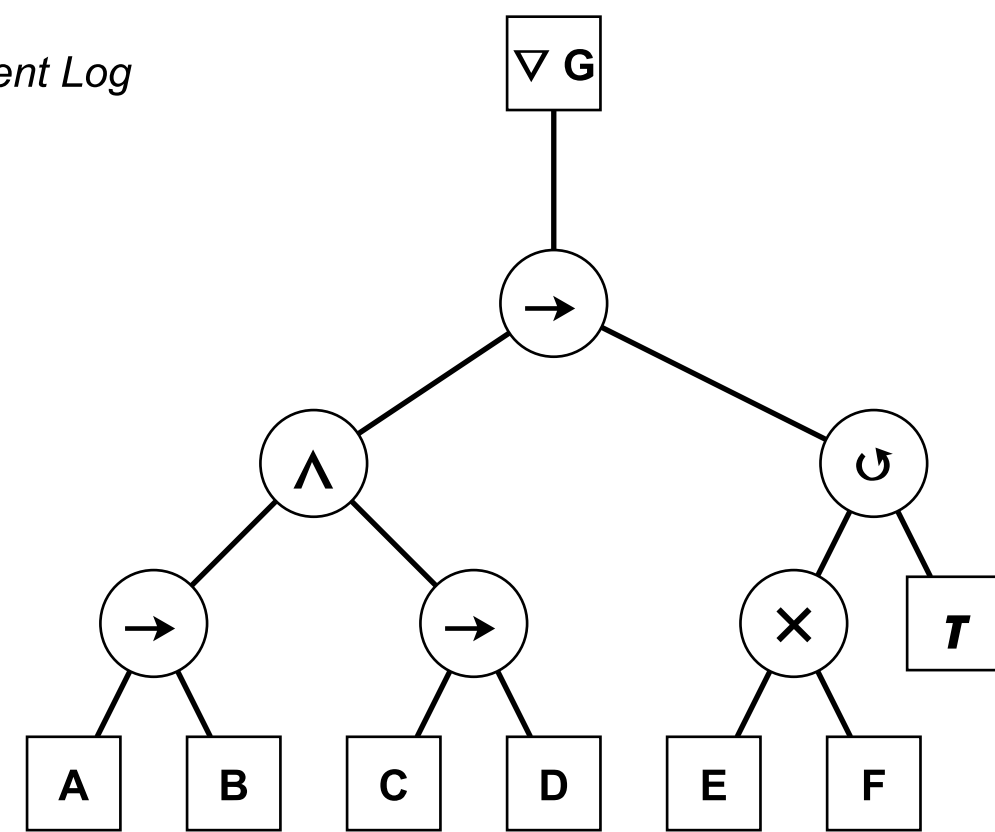 ent Log
▽ G
→
∧ ↺
→ → × τ
A B C D E F